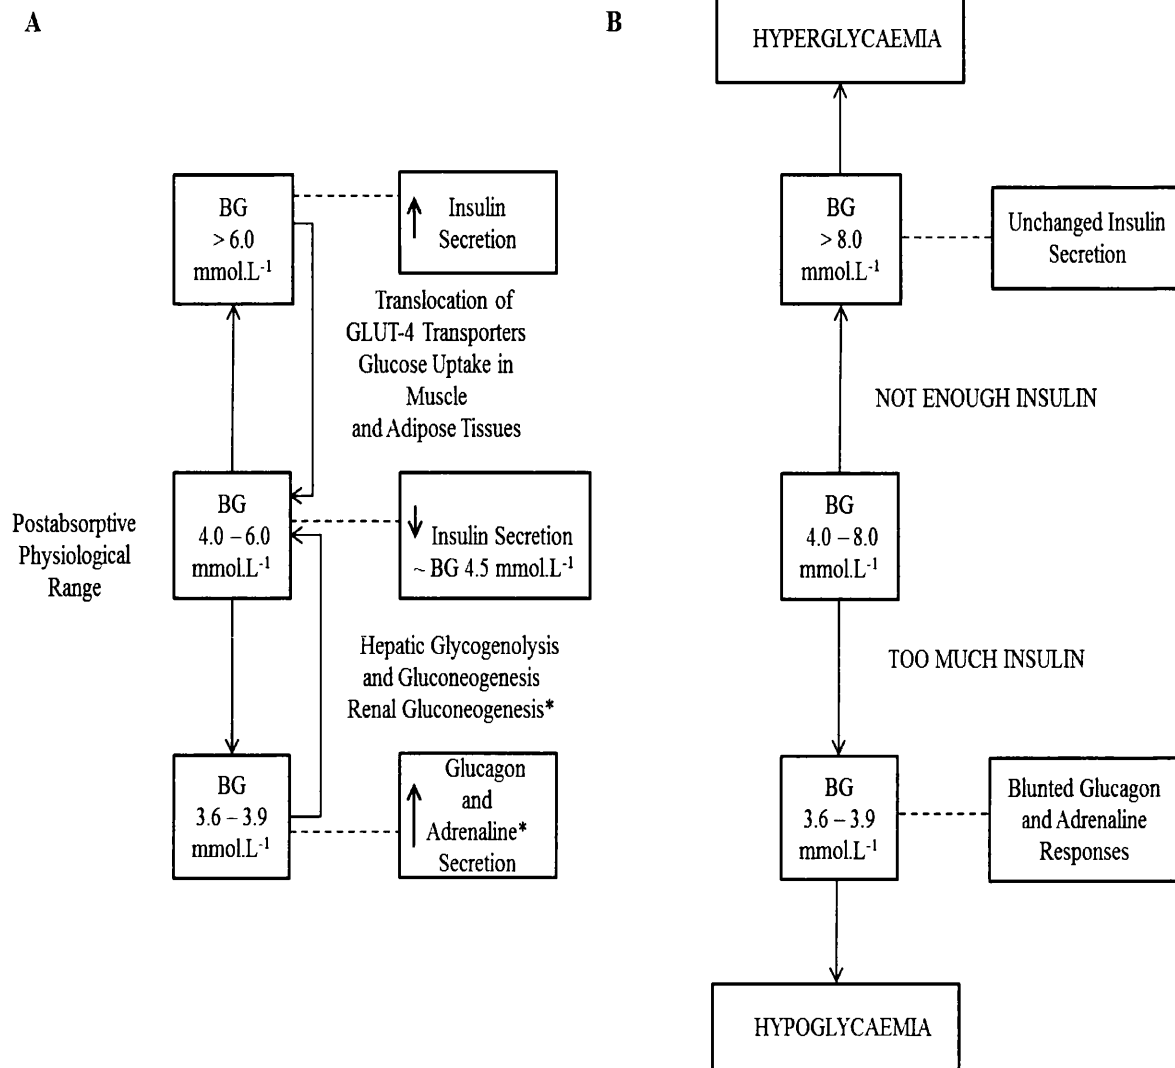 A
BG
> 6.0
mmol.L⁻¹
Insulin
Secretion
Translocation of
GLUT-4 Transporters
Glucose Uptake in
Muscle
and Adipose Tissues
Postabsorptive
Physiological
Range
BG
4.0 – 6.0
mmol.L⁻¹
Insulin Secretion
~ BG 4.5 mmol.L⁻¹
Hepatic Glycogenolysis
and Gluconeogenesis
Renal Gluconeogenesis*
BG
3.6 – 3.9
mmol.L⁻¹
Glucagon
and
Adrenaline*
Secretion
B
HYPERGLYCAEMIA
BG
> 8.0
mmol.L⁻¹
Unchanged Insulin
Secretion
NOT ENOUGH INSULIN
BG
4.0 – 8.0
mmol.L⁻¹
TOO MUCH INSULIN
BG
3.6 – 3.9
mmol.L⁻¹
Blunted Glucagon
and Adrenaline
Responses
HYPOGLYCAEMIA